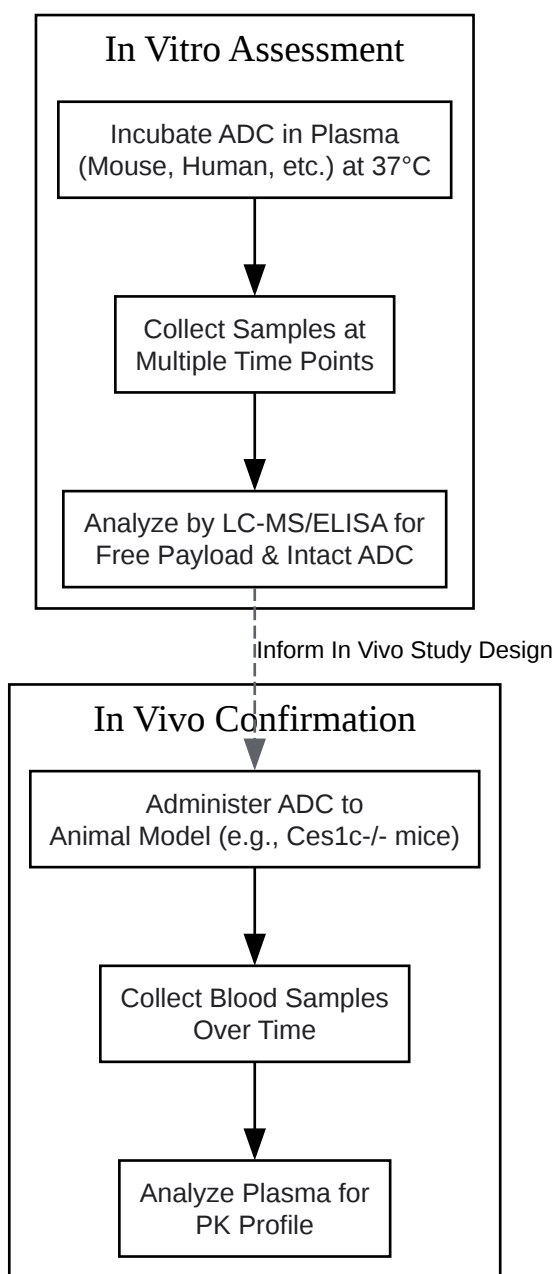 In Vitro Assessment
Incubate ADC in Plasma
(Mouse, Human, etc.) at 37°C
Collect Samples at
Multiple Time Points
Analyze by LC-MS/ELISA for
Free Payload & Intact ADC
Inform In Vivo Study Design
In Vivo Confirmation
Administer ADC to
Animal Model (e.g., Ces1c-/- mice)
Collect Blood Samples
Over Time
Analyze Plasma for
PK Profile